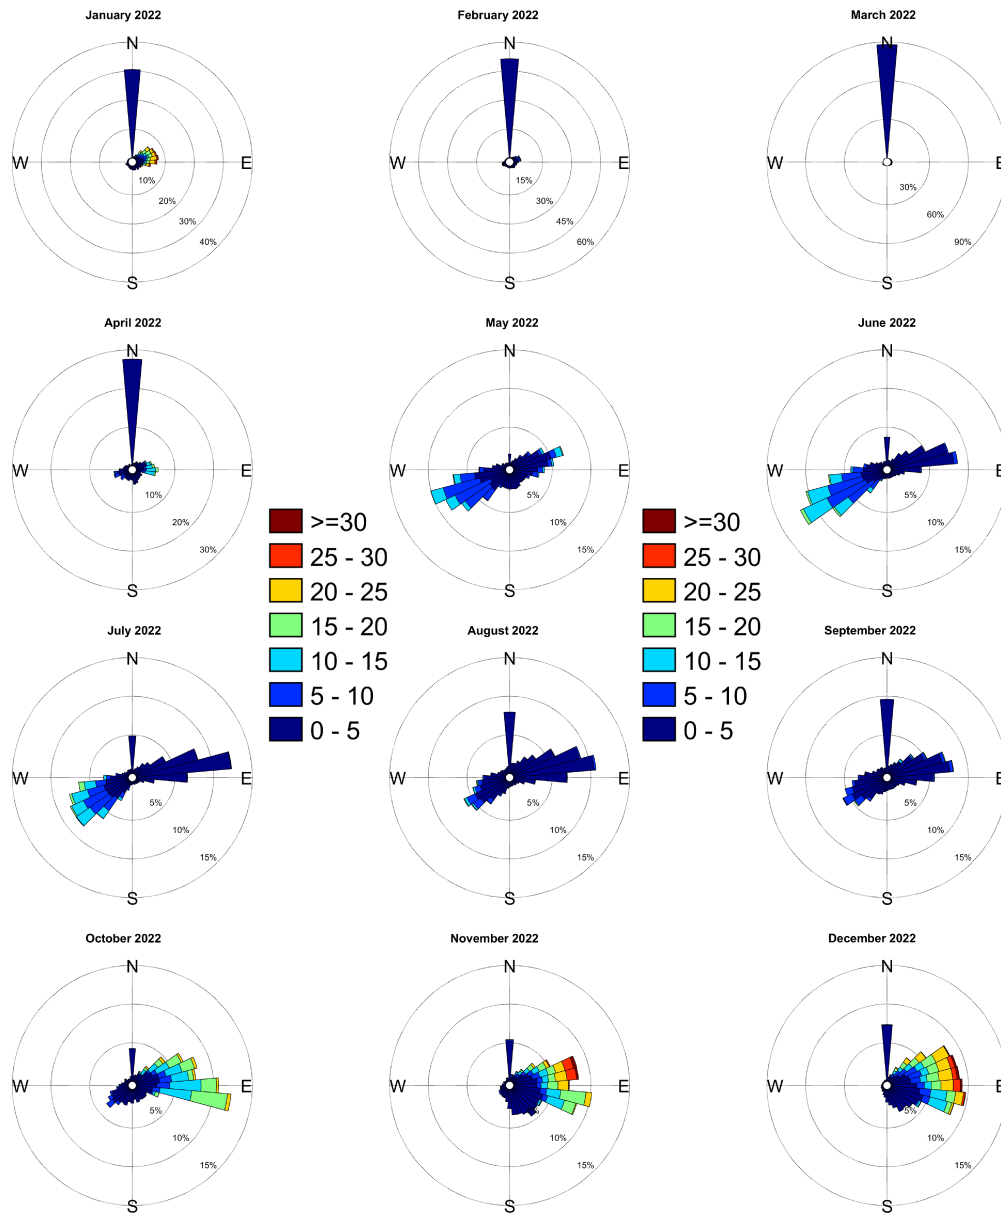 January 2022
N
W
E
S
10%
20%
30%
40%
February 2022
N
W
E
S
15%
30%
45%
60%
March 2022
N
W
E
S
30%
60%
90%
April 2022
N
W
E
S
10%
20%
30%
May 2022
N
W
E
S
5%
10%
15%
June 2022
N
W
E
S
5%
10%
15%
>=30
25 - 30
20 - 25
15 - 20
10 - 15
5 - 10
0 - 5
>=30
25 - 30
20 - 25
15 - 20
10 - 15
5 - 10
0 - 5
July 2022
N
W
E
S
5%
10%
15%
August 2022
N
W
E
S
5%
10%
15%
September 2022
N
W
E
S
5%
10%
15%
October 2022
N
W
E
S
5%
10%
15%
November 2022
N
W
E
S
10%
15%
December 2022
N
W
E
S
5%
10%
15%